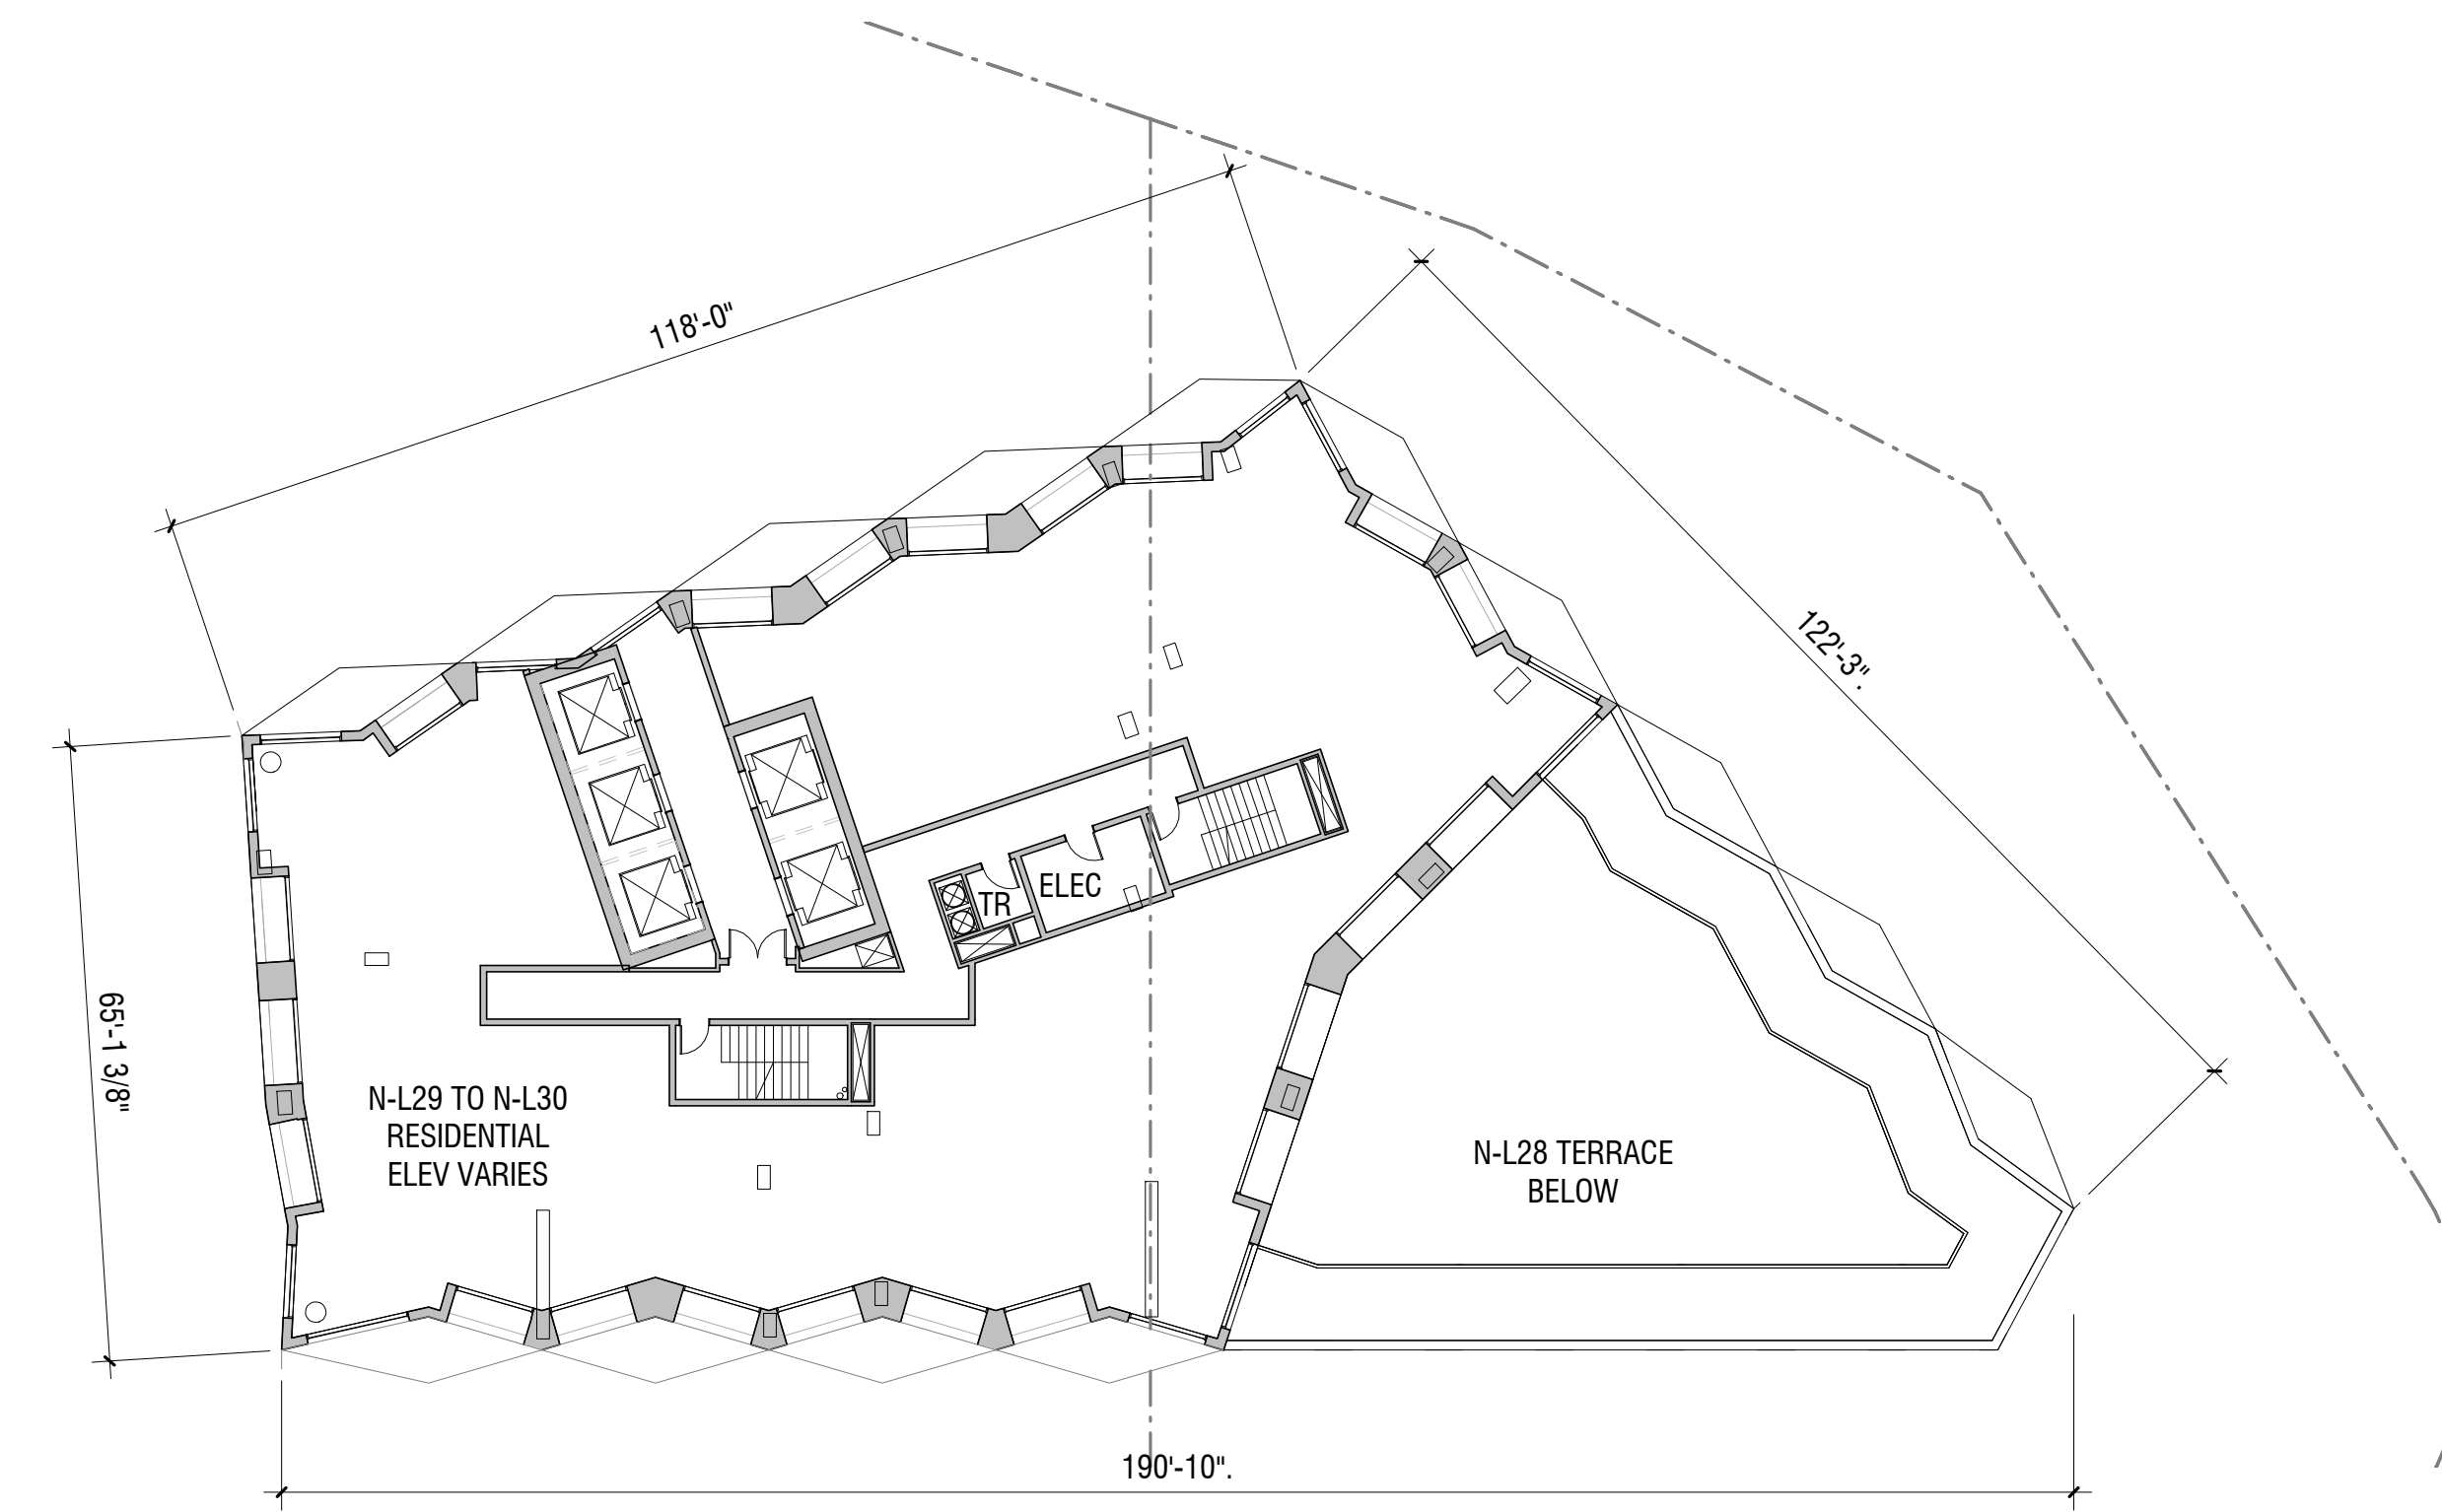 118'-0"
122'-3".
TR
ELEC
65'-1 3/8"
N-L29 TO N-L30
RESIDENTIAL
ELEV VARIES
N-L28 TERRACE
BELOW
190'-10".